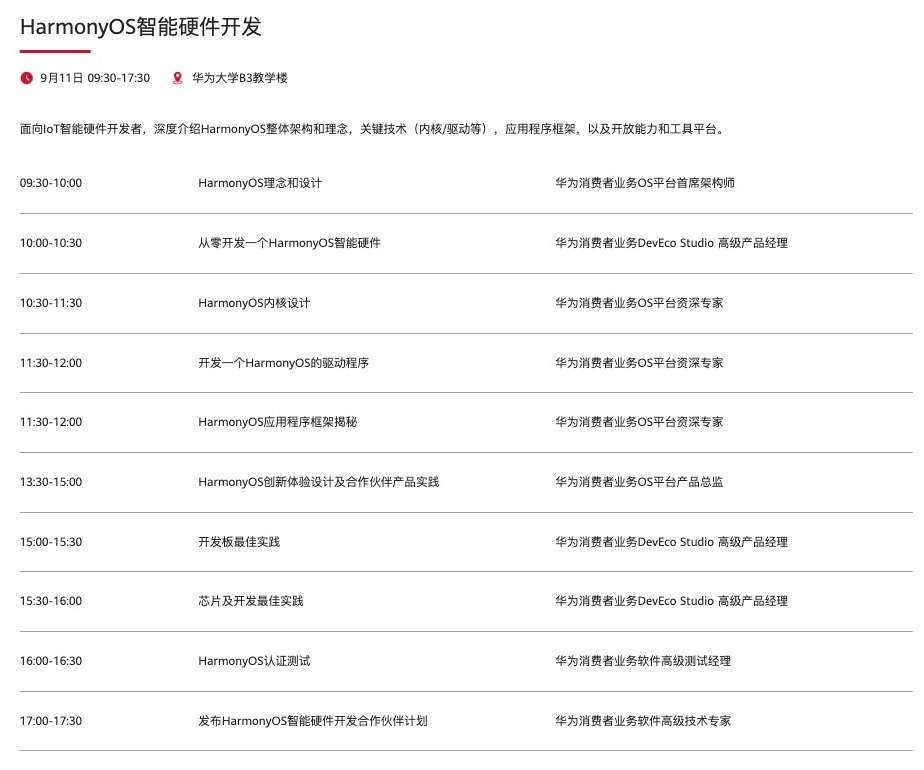 HarmonyOS智能硬件开发
9月11日 09:30-17:30 华为大学B3教学楼
面向IoT智能硬件开发者，深度介绍HarmonyOS整体架构和理念，关键技术（内核/驱动等），应用程序框架，以及开放能力和工具平台。
09:30-10:00 HarmonyOS理念和设计 华为消费者业务OS平台首席架构师
10:00-10:30 从零开发一个HarmonyOS智能硬件 华为消费者业务DevEco Studio 高级产品经理
10:30-11:30 HarmonyOS内核设计 华为消费者业务OS平台资深专家
11:30-12:00 开发一个HarmonyOS的驱动程序 华为消费者业务OS平台资深专家
11:30-12:00 HarmonyOS应用程序框架揭秘 华为消费者业务OS平台资深专家
13:30-15:00 HarmonyOS创新体验设计及合作伙伴产品实践 华为消费者业务OS平台产品总监
15:00-15:30 开发板最佳实践 华为消费者业务DevEco Studio 高级产品经理
15:30-16:00 芯片及开发最佳实践 华为消费者业务DevEco Studio 高级产品经理
16:00-16:30 HarmonyOS认证测试 华为消费者业务软件高级测试经理
17:00-17:30 发布HarmonyOS智能硬件开发合作伙伴计划 华为消费者业务软件高级技术专家